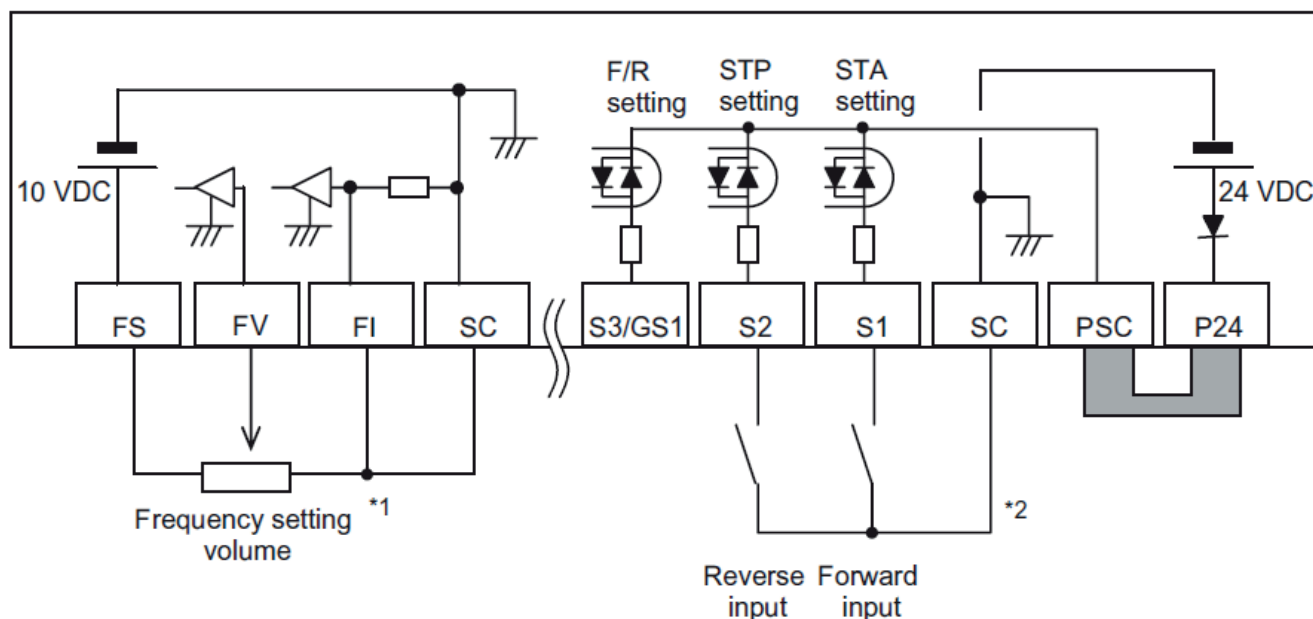 F/R
setting
STP
setting
STA
setting
10 VDC
24 VDC
FS
FV
FI
SC
S3/GS1
S2
S1
SC
PSC
P24
Frequency setting
volume
*1
*2
Reverse
input
Forward
input